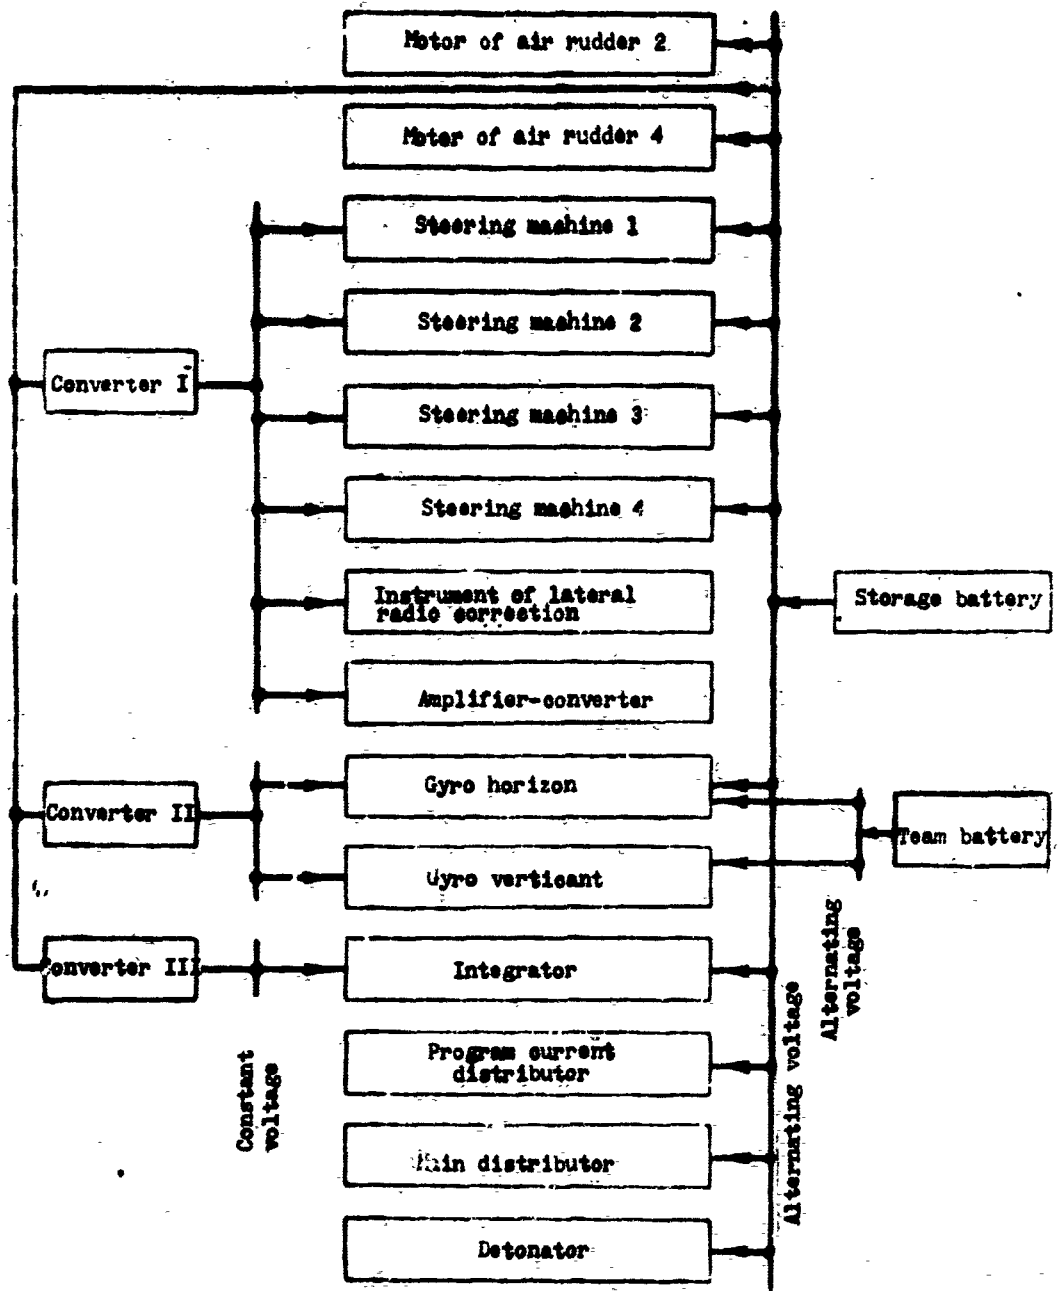 Motor of air rudder 2
Motor of air rudder 4
Steering machine 1
Steering machine 2
Converter I
Steering machine 3
Steering machine 4
Instrument of lateral
radio correction
Storage battery
Amplifier-converter
Gyro horizon
Converter II
Team battery
Gyro verticant
Alternating
voltage
Converter III
Integrator
Alternating voltage
Program current
distributor
Constant
voltage
Main distributor
Detonator